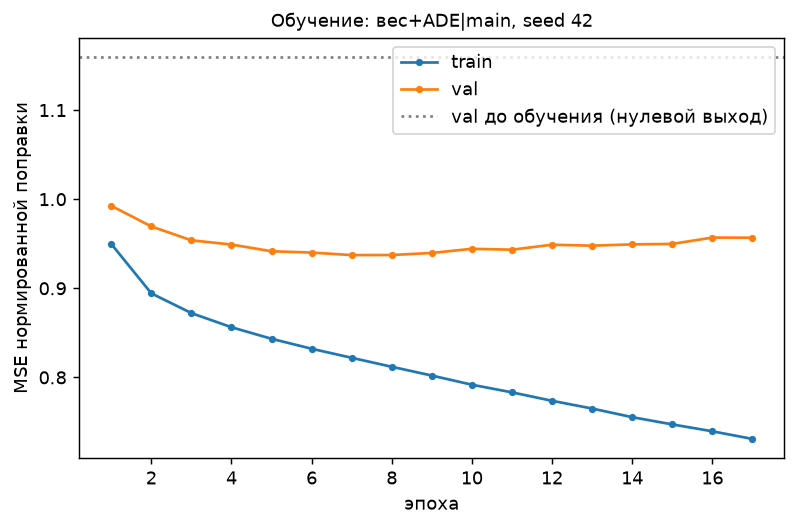 Обучение: вес+ADE|main, seed 42
train
val
val до обучения (нулевой выход)
MSE нормированной поправки
1.1
1.0
0.9
0.8
2 4 6 8 10 12 14 16
эпоха